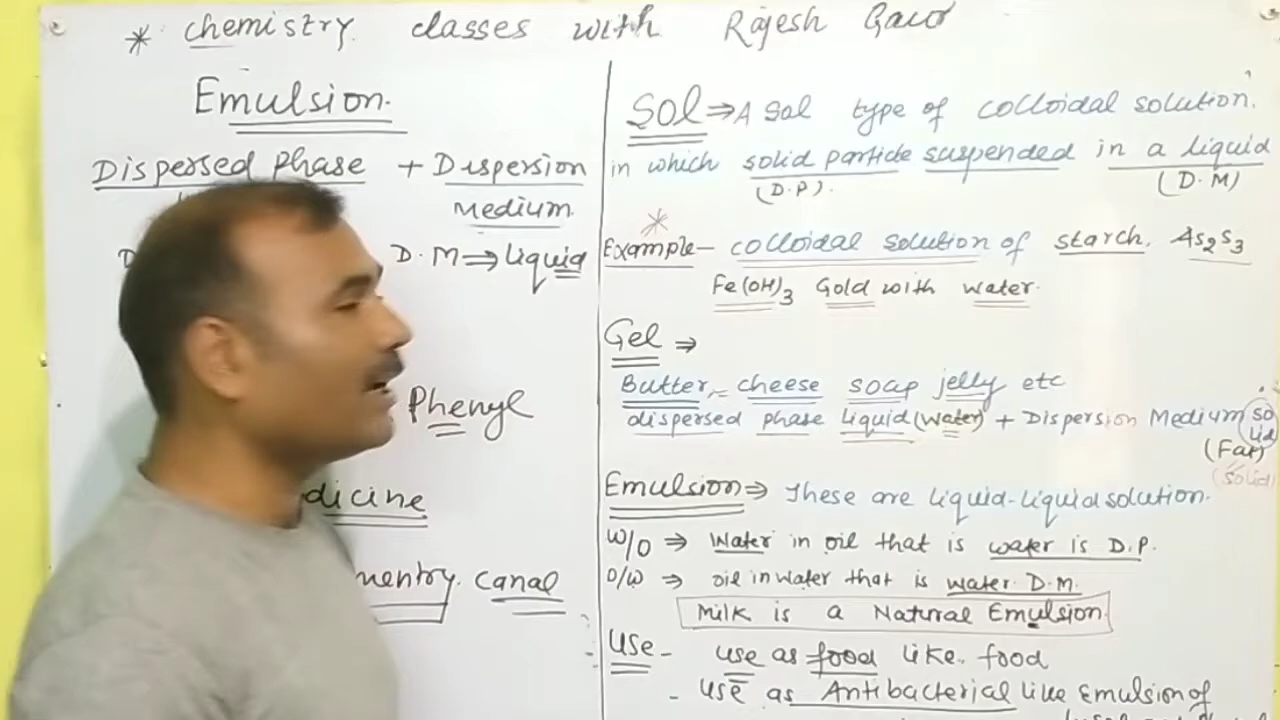 * chemistry classes with Rajesh Gaur
Emulsion.
Dispersed phase + Dispersion
Medium
D.M ⇒ liquid
Phenyl
dicine
mentry. canal
Sol ⇒ A sol type of colloidal solution.
in which solid particle suspended in a liquid
(D.P). (D.M)
*
Example - colloidal solution of starch, As₂S₃
Fe(OH)₃ Gold with water.
Gel ⇒
Butter, cheese soap jelly etc
dispersed phase liquid (water) + Dispersion Medium (solid)
(Fat)
(solid)
Emulsion ⇒ These are liquid-liquid solution.
W/O ⇒ Water in oil that is water is D.P.
O/W ⇒ oil in water that is water D.M.
Milk is a Natural Emulsion
Use - use as food like. food
- use as Antibacterial like Emulsion of